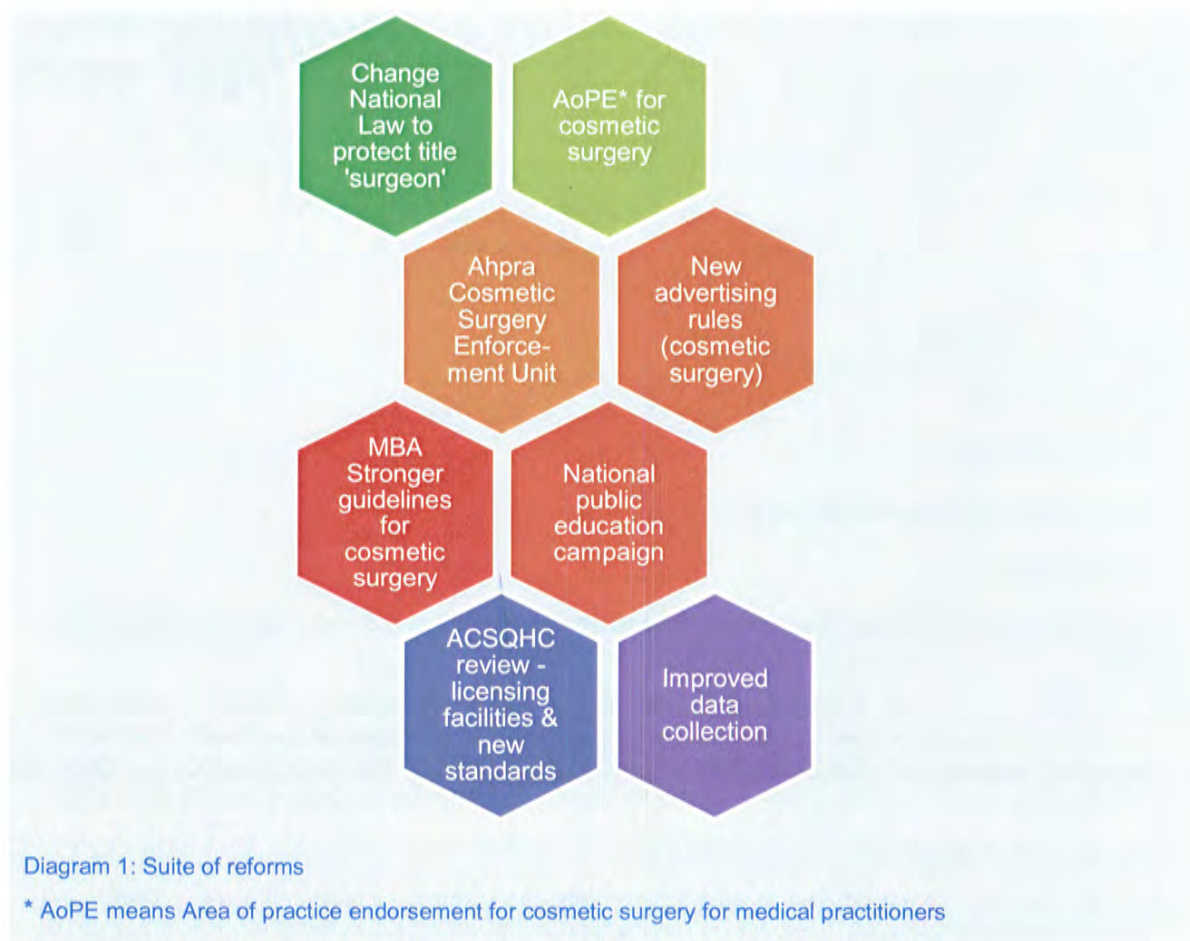 Change
National
Law to
protect title
'surgeon'
AoPE* for
cosmetic
surgery
Ahpra
Cosmetic
Surgery
Enforce-
ment Unit
New
advertising
rules
(cosmetic
surgery)
MBA
Stronger
guidelines
for
cosmetic
surgery
National
public
education
campaign
ACSQHC
review -
licensing
facilities &
new
standards
Improved
data
collection
Diagram 1: Suite of reforms
* AoPE means Area of practice endorsement for cosmetic surgery for medical practitioners